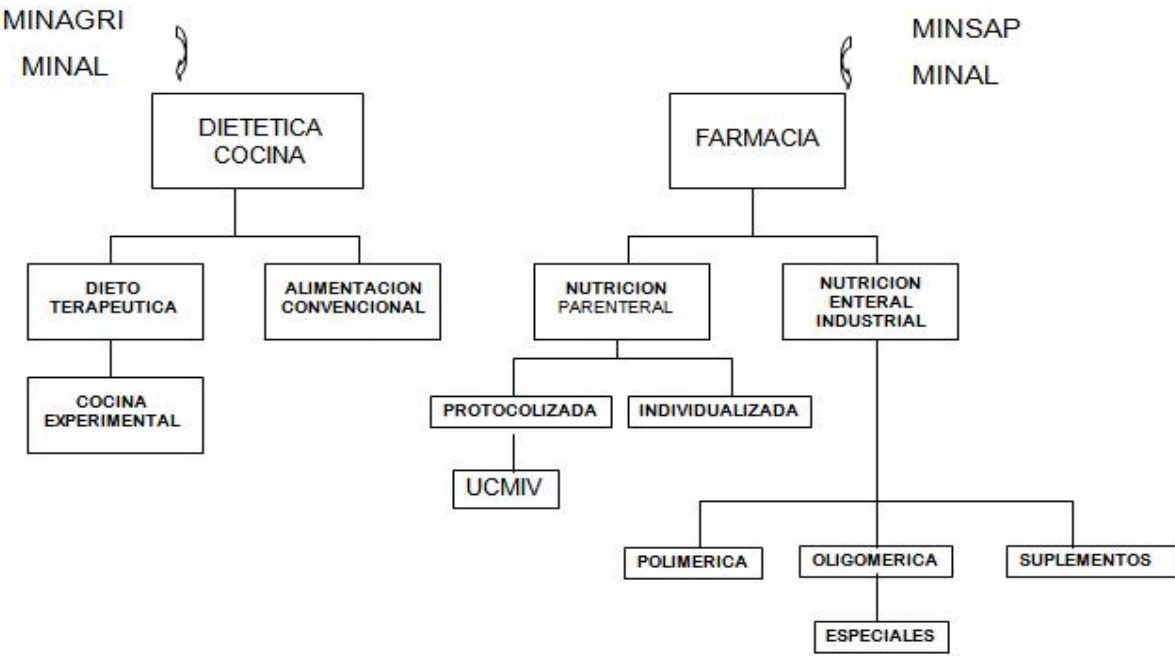 MINAGRI
MINAL
MINSAP
MINAL
DIETETICA
COCINA
FARMACIA
DIETO
TERAPEUTICA
ALIMENTACION
CONVENCIONAL
NUTRICION
PARENTERAL
NUTRICION
ENTERAL
INDUSTRIAL
COCINA
EXPERIMENTAL
PROTOCOLIZADA
INDIVIDUALIZADA
UCMIV
POLIMERICA
OLIGOMERICA
SUPLEMENTOS
ESPECIALES